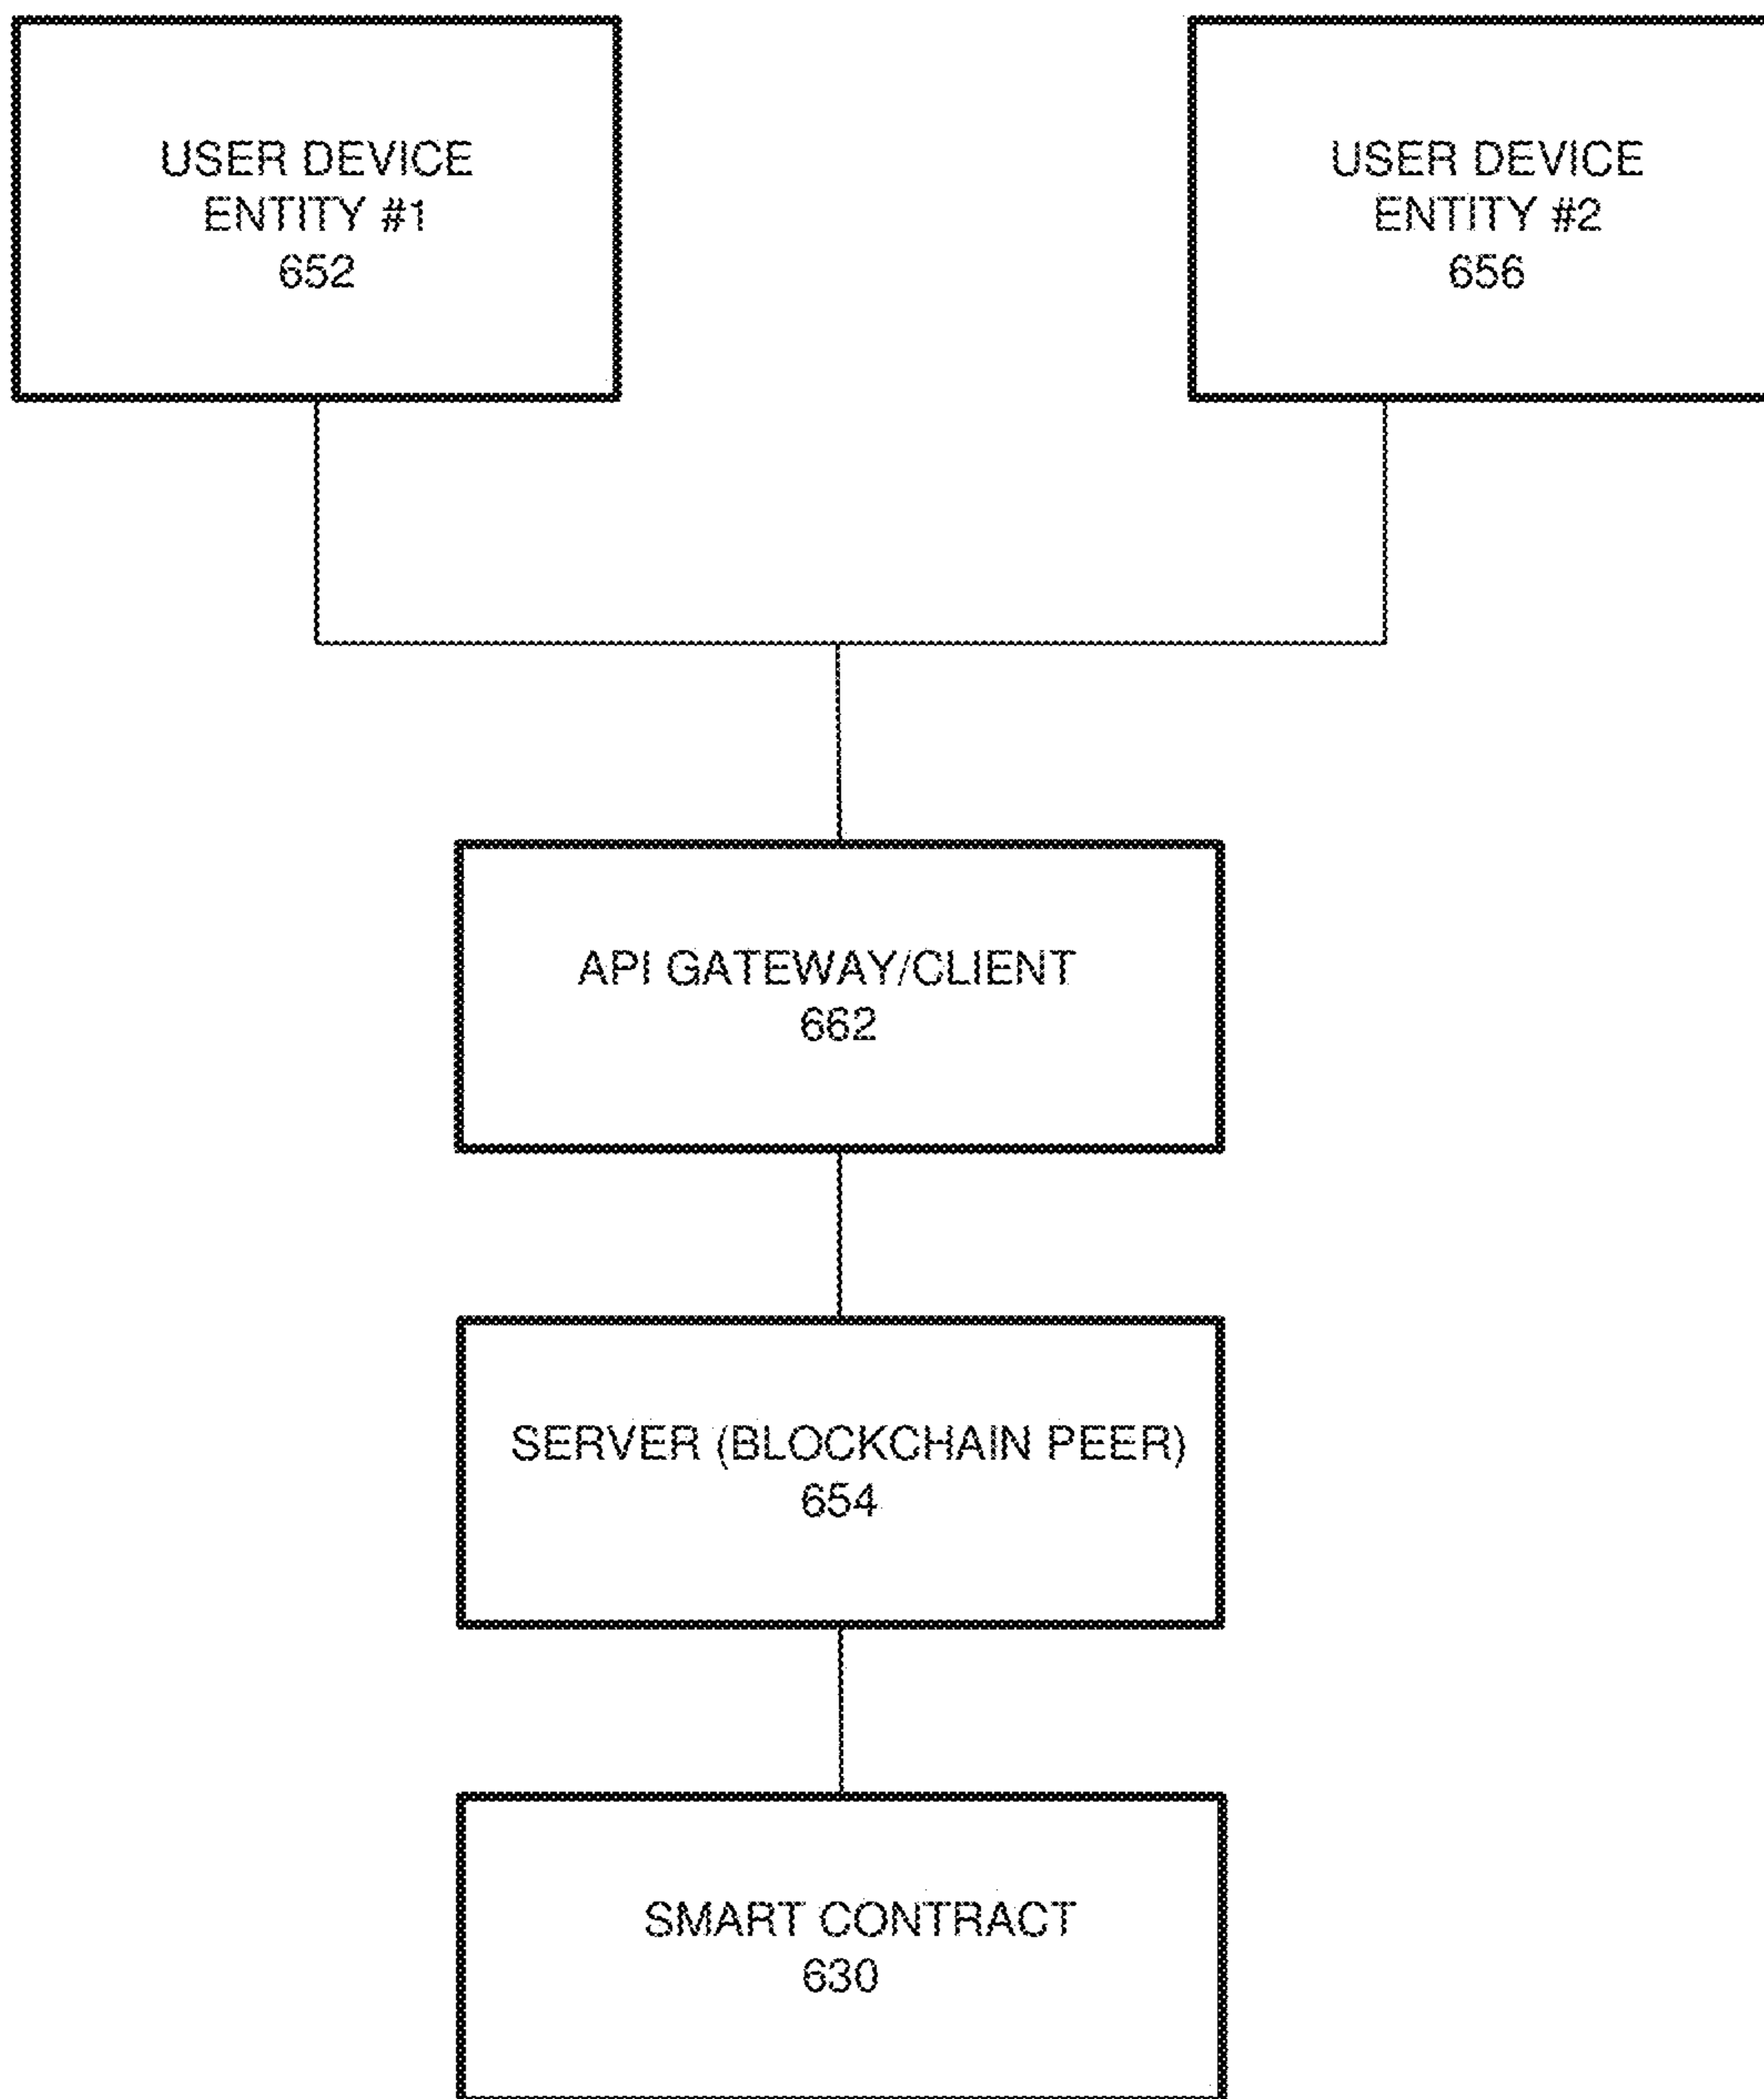 USER DEVICE
ENTITY #1
652
USER DEVICE
ENTITY #2
656
API GATEWAY/CLIENT
662
SERVER (BLOCKCHAIN PEER)
654
SMART CONTRACT
630